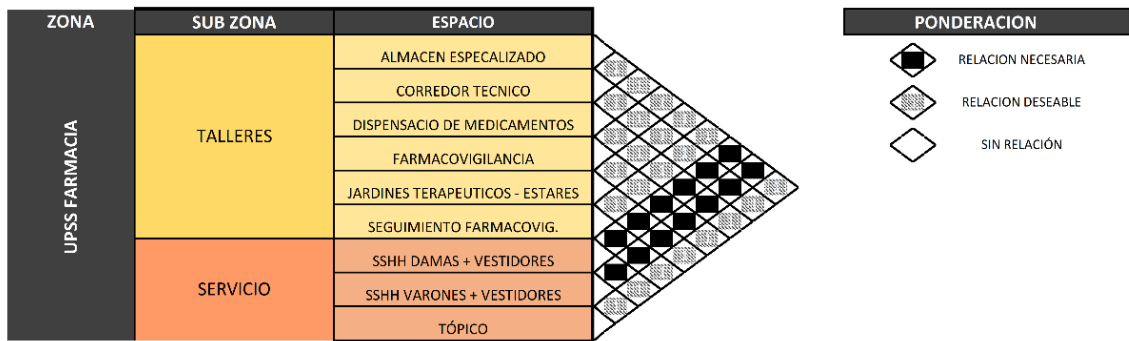 ZONA SUB ZONA ESPACIO PONDERACION
UPSS FARMACIA
TALLERES
ALMACEN ESPECALIZADO
CORREDOR TECNICO
DISPENSACIO DE MEDICAMENTOS
FARMACOVIGILANCIA
JARDINES TERAPEUTICOS - ESTARES
SEGUIMIENTO FARMACOVIG.
SERVICIO
SSHH DAMAS + VESTIDORES
SSHH VARONES + VESTIDORES
TÓPICO
RELACION NECESARIA
RELACION DESEABLE
SIN RELACIÓN